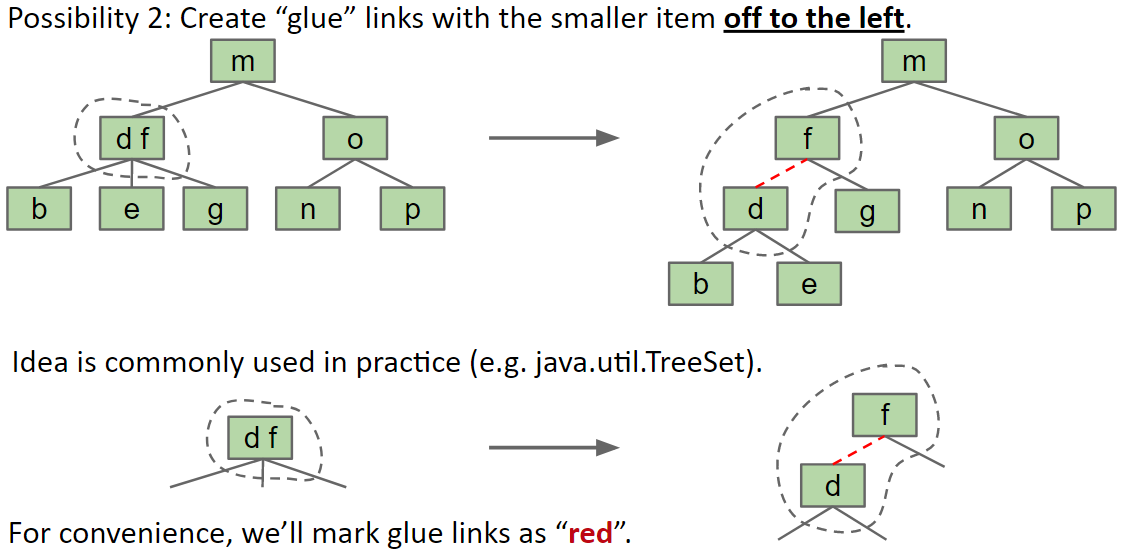 Possibility 2: Create “glue” links with the smaller item off to the left.
m
m
d f
o
f
o
b
e
g
n
p
d
g
n
p
b
e
Idea is commonly used in practice (e.g. java.util.TreeSet).
d f
f
d
For convenience, we’ll mark glue links as “red”.